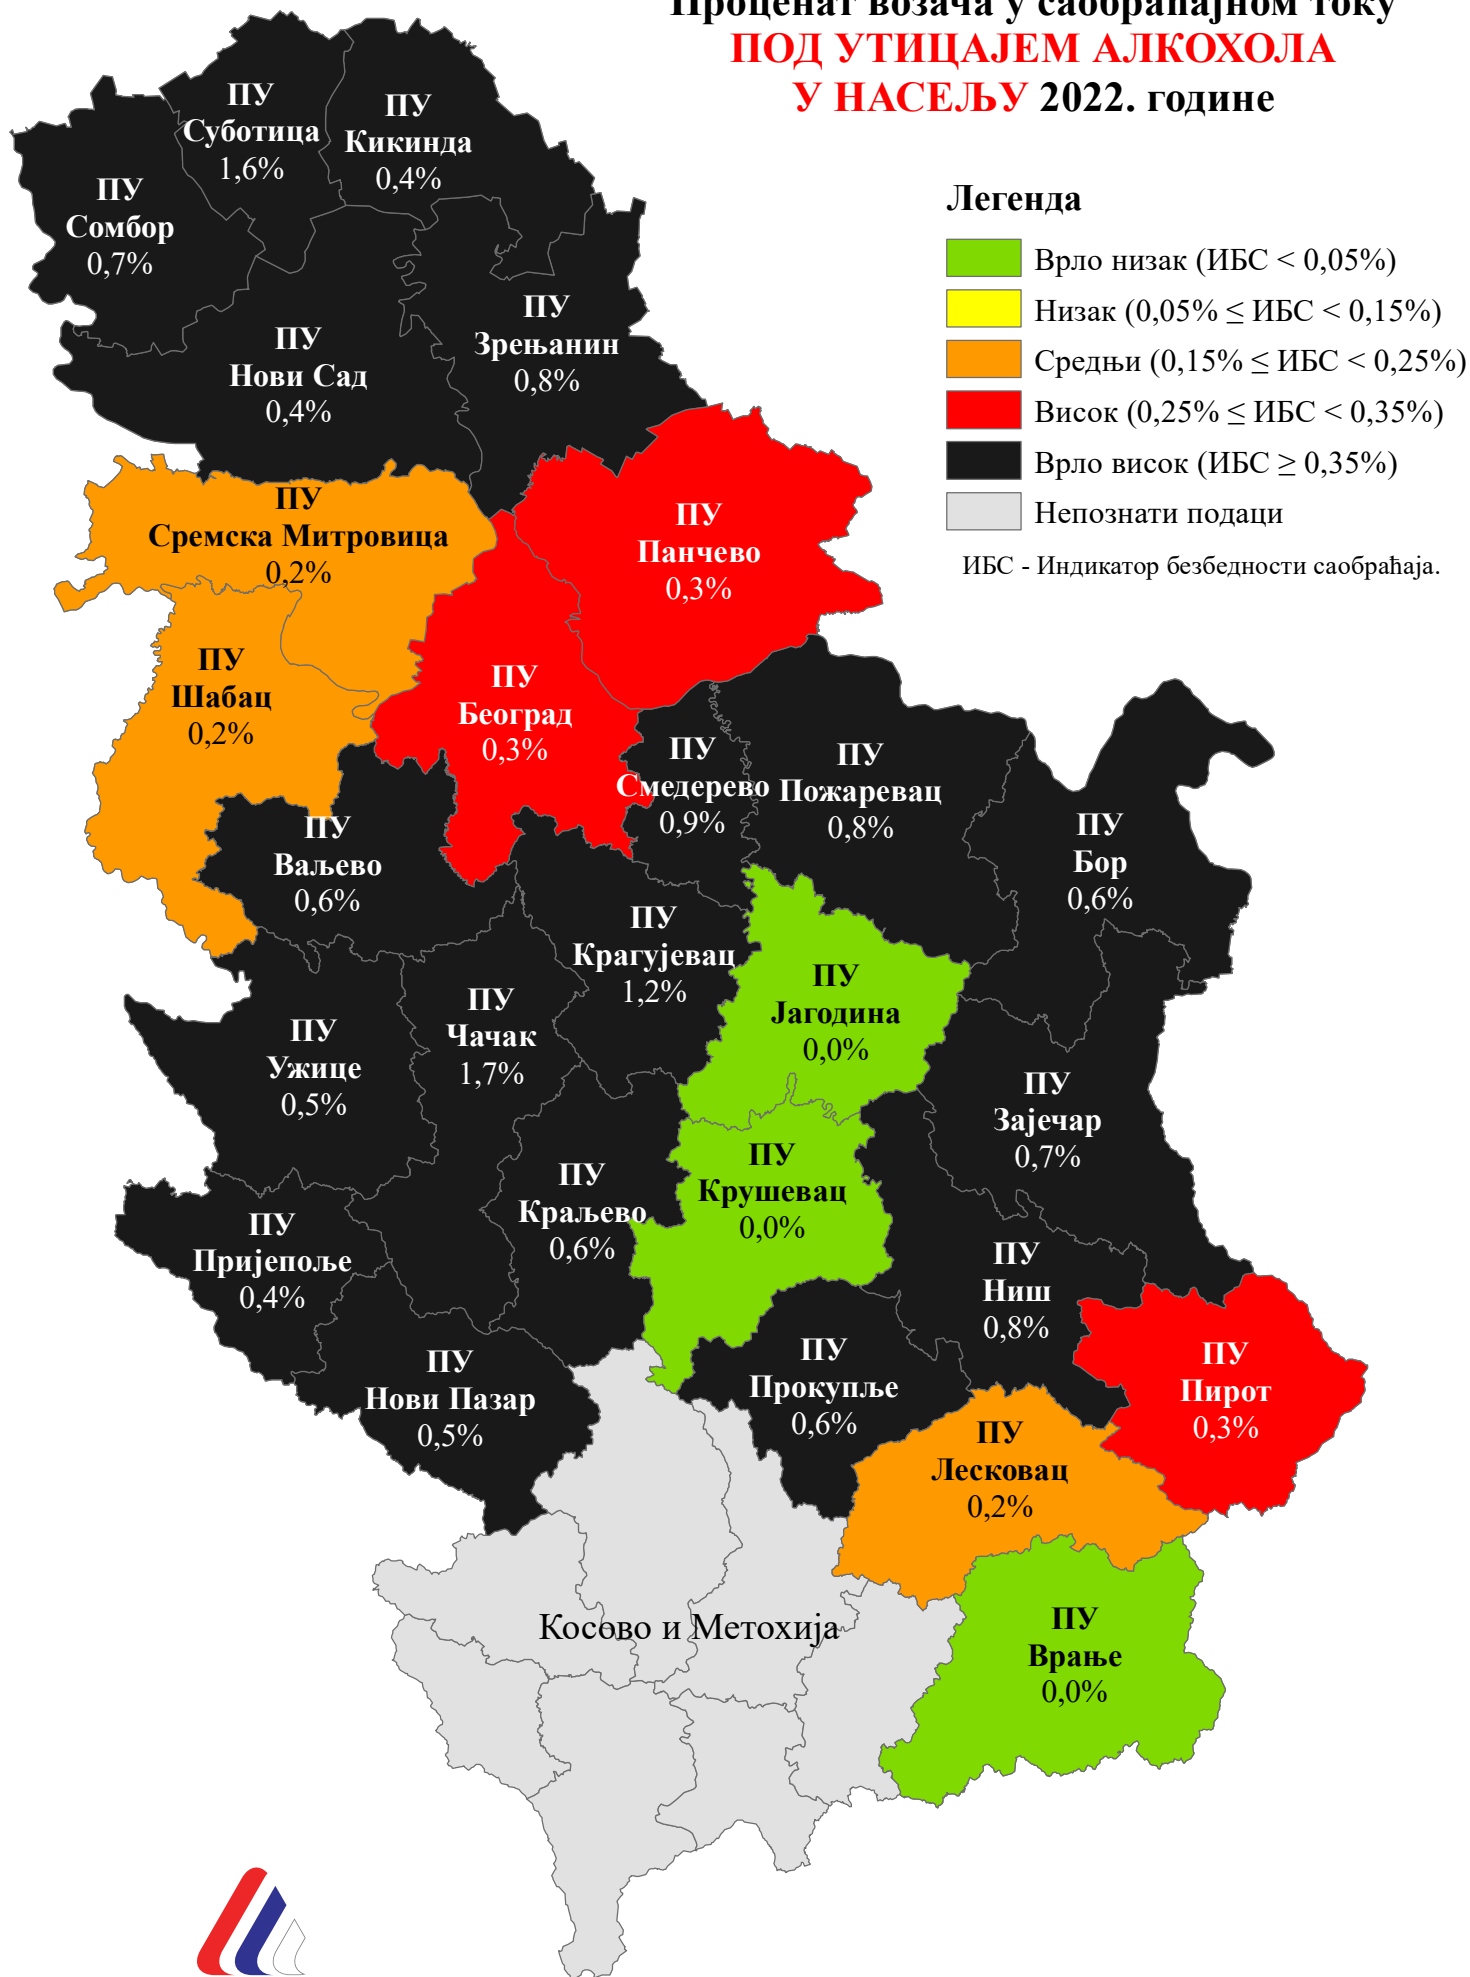 Проценат возача у саобраћајном току
ПОД УТИЦАЈЕМ АЛКОХОЛА
У НАСЕЉУ 2022. године
Легенда
Врло низак (ИБС < 0,05%)
Низак (0,05% ≤ ИБС < 0,15%)
Средњи (0,15% ≤ ИБС < 0,25%)
Висок (0,25% ≤ ИБС < 0,35%)
Врло висок (ИБС ≥ 0,35%)
Непознати подаци
ИБС - Индикатор безбедности саобраћаја.
ПУ
Суботица
1,6%
ПУ
Кикинда
0,4%
ПУ
Сомбор
0,7%
ПУ
Зрењанин
0,8%
ПУ
Нови Сад
0,4%
ПУ
Сремска Митровица
0,2%
ПУ
Панчево
0,3%
ПУ
Шабац
0,2%
ПУ
Београд
0,3%
ПУ
Смедерево
0,9%
ПУ
Пожаревац
0,8%
ПУ
Ваљево
0,6%
ПУ
Бор
0,6%
ПУ
Крагујевац
1,2%
ПУ
Јагодина
0,0%
ПУ
Чачак
1,7%
ПУ
Ужице
0,5%
ПУ
Зајечар
0,7%
ПУ
Крушевац
0,0%
ПУ
Краљево
0,6%
ПУ
Пријепоље
0,4%
ПУ
Ниш
0,8%
ПУ
Нови Пазар
0,5%
ПУ
Прокупље
0,6%
ПУ
Пирот
0,3%
ПУ
Лесковац
0,2%
Косово и Метохија
ПУ
Врање
0,0%